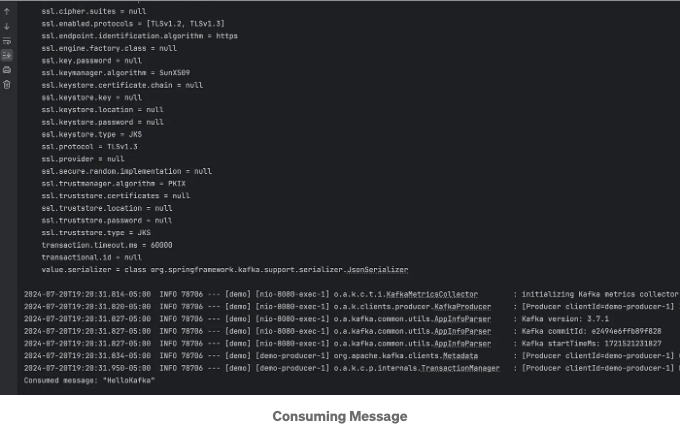 ssl.cipher.suites = null
ssl.enabled.protocols = [TLSv1.2, TLSv1.3]
ssl.endpoint.identification.algorithm = https
ssl.engine.factory.class = null
ssl.key.password = null
ssl.keymanager.algorithm = SunX509
ssl.keystore.certificate.chain = null
ssl.keystore.key = null
ssl.keystore.location = null
ssl.keystore.password = null
ssl.keystore.type = JKS
ssl.protocol = TLSv1.3
ssl.provider = null
ssl.secure.random.implementation = null
ssl.trustmanager.algorithm = PKIX
ssl.truststore.certificates = null
ssl.truststore.location = null
ssl.truststore.password = null
ssl.truststore.type = JKS
transaction.timeout.ms = 60000
transactional.id = null
value.serializer = class org.springframework.kafka.support.serializer.JsonSerializer
2024-07-20T19:20:31.814-05:00 INFO 78706 --- [demo] [nio-8080-exec-1] o.a.k.c.t.i.KafkaMetricsCollector : initializing Kafka metrics collector
2024-07-20T19:20:31.820-05:00 INFO 78706 --- [demo] [nio-8080-exec-1] o.a.k.clients.producer.KafkaProducer : [Producer clientId=demo-producer-1]
2024-07-20T19:20:31.827-05:00 INFO 78706 --- [demo] [nio-8080-exec-1] o.a.kafka.common.utils.AppInfoParser : Kafka version: 3.7.1
2024-07-20T19:20:31.827-05:00 INFO 78706 --- [demo] [nio-8080-exec-1] o.a.kafka.common.utils.AppInfoParser : Kafka commitId: e2494e6ffb89f828
2024-07-20T19:20:31.827-05:00 INFO 78706 --- [demo] [nio-8080-exec-1] o.a.kafka.common.utils.AppInfoParser : Kafka startTimeMs: 1721521231827
2024-07-20T19:20:31.834-05:00 INFO 78706 --- [demo] [demo-producer-1] org.apache.kafka.clients.Metadata : [Producer clientId=demo-producer-1]
2024-07-20T19:20:31.950-05:00 INFO 78706 --- [demo] [demo-producer-1] o.a.k.c.p.internals.TransactionManager : [Producer clientId=demo-producer-1]
Consumed message: "HelloKafka"
Consuming Message